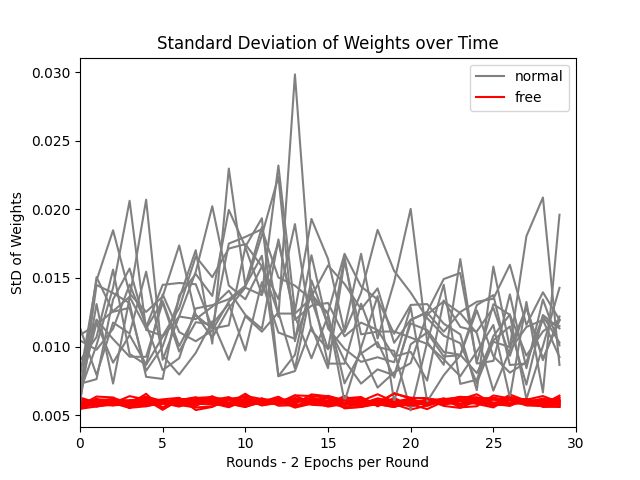 Standard Deviation of Weights over Time
normal
free
0.030
0.025
0.020
0.015
0.010
0.005
StD of Weights
0
5
10
15
20
25
30
Rounds - 2 Epochs per Round